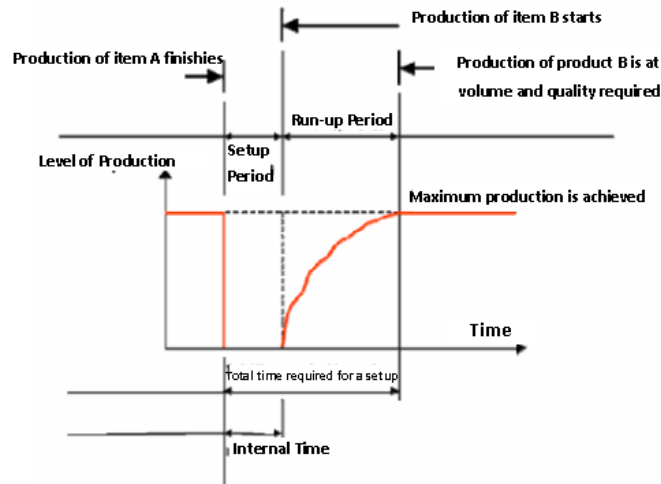 Production of item B starts
Production of item A finishies
Production of product B is at
volume and quality required
Run-up Period
Setup
Period
Level of Production
Maximum production is achieved
Time
Total time required for a setup
Internal Time